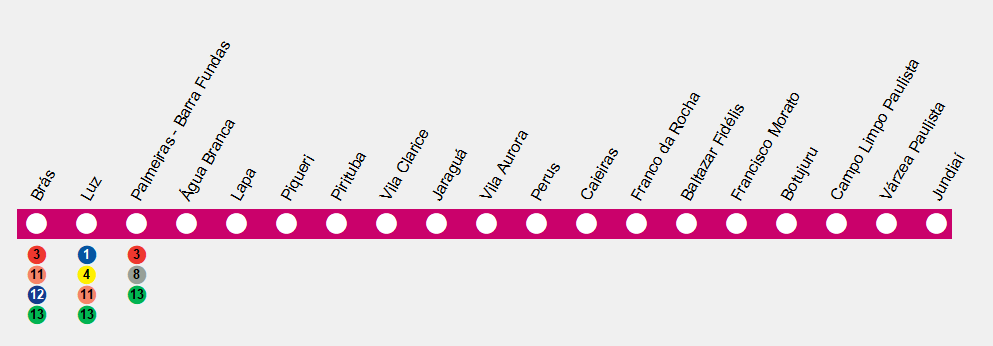 Brás
Luz
Palmeiras - Barra Fundas
Água Branca
Lapa
Piqueri
Pirituba
Vila Clarice
Jaraguá
Vila Aurora
Perus
Caieiras
Franco da Rocha
Baltazar Fidélis
Francisco Morato
Botujuru
Campo Limpo Paulista
Várzea Paulista
Jundiaí
3 1 3
11 4 8
12 11 13
13 13